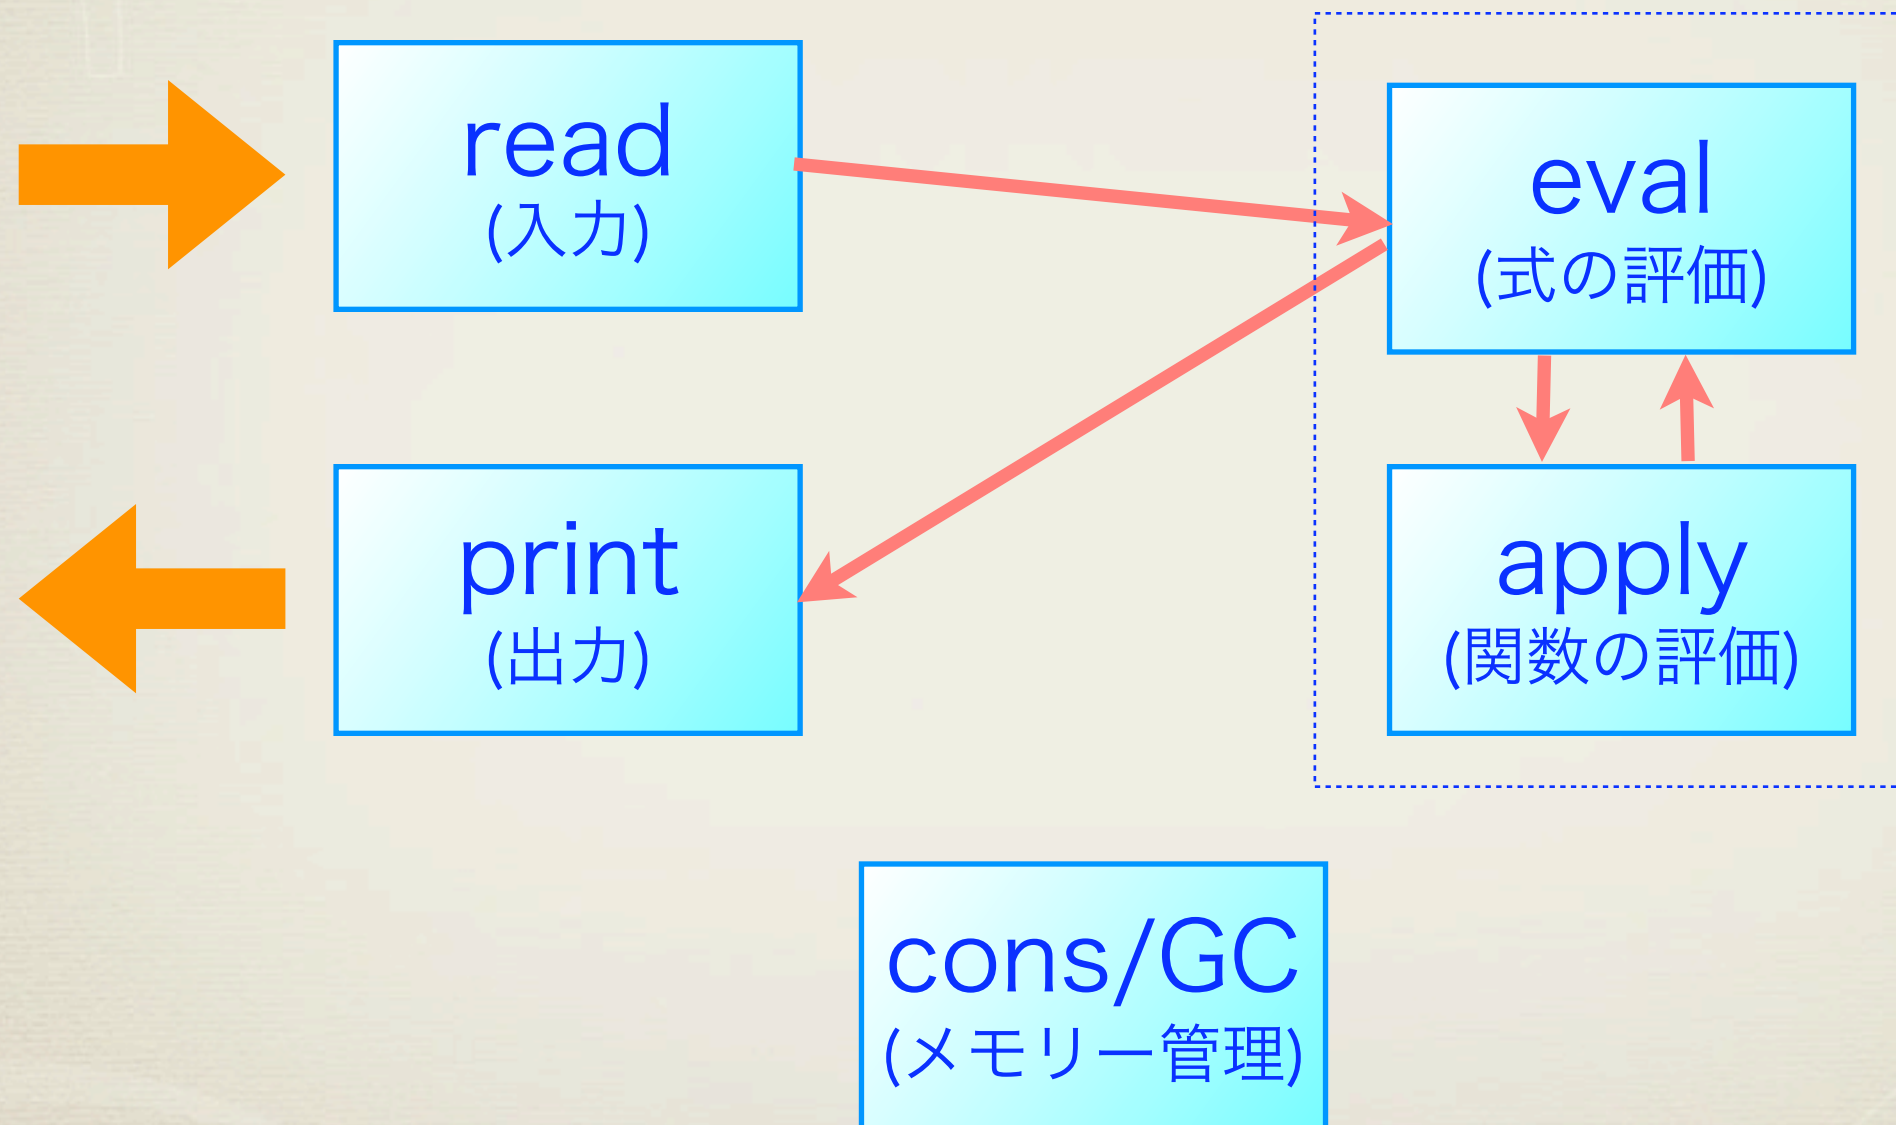 read
(入力)
eval
(式の評価)
print
(出力)
apply
(関数の評価)
cons/GC
(メモリー管理)